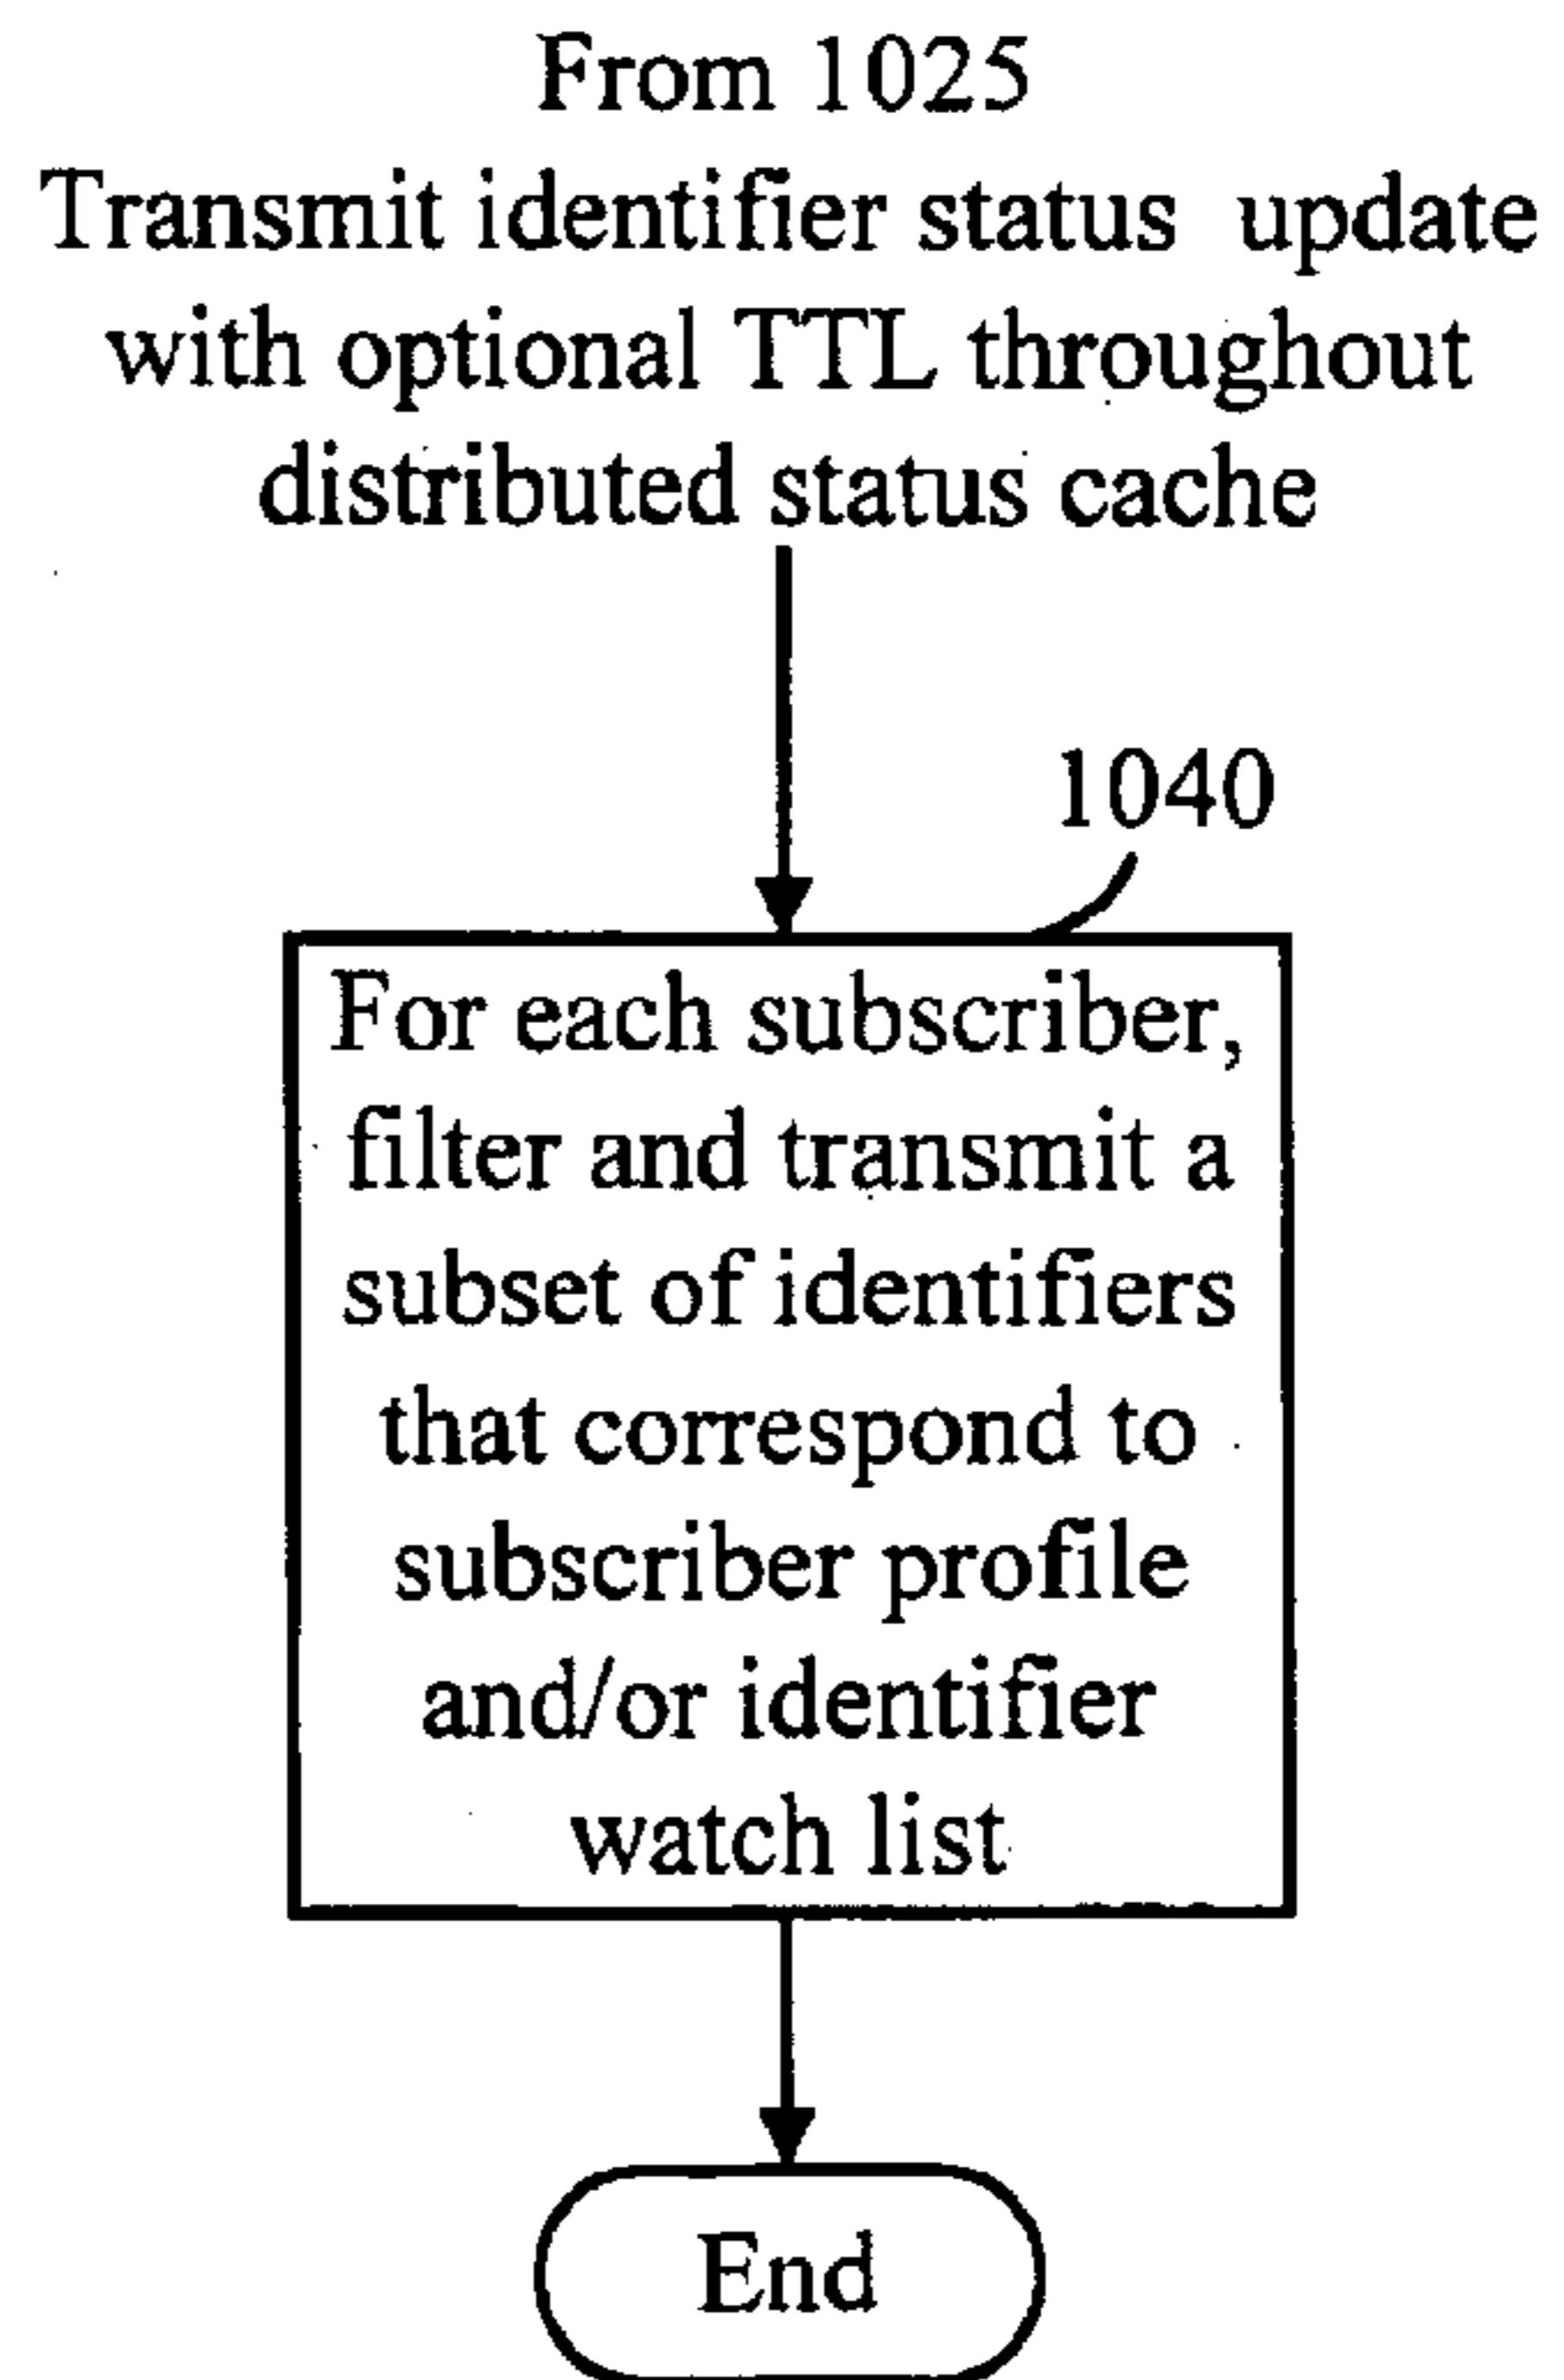 From 1025
Transmit identifier status update
with optional TTL throughout
distributed status cache
1040
For each subscriber,
filter and transmit a
subset of identifiers
that correspond to
subscriber profile
and/or identifier
watch list
End